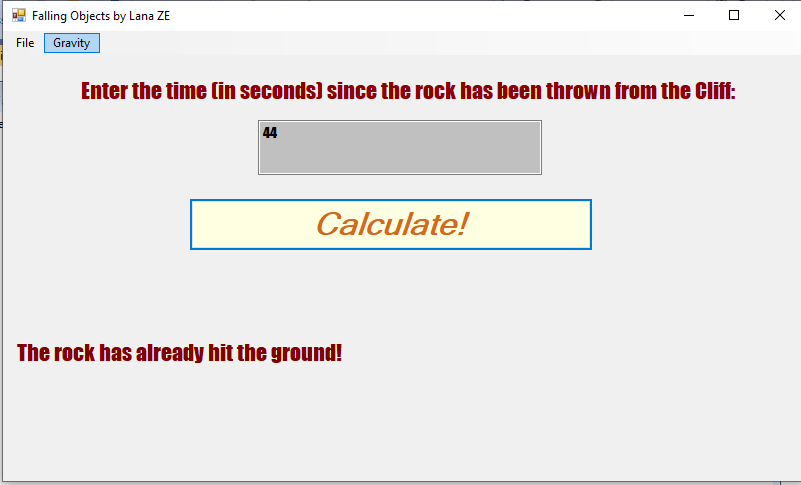 Falling Objects by Lana ZE
File Gravity
Enter the time (in seconds) since the rock has been thrown from the Cliff:
44
Calculate!
The rock has already hit the ground!